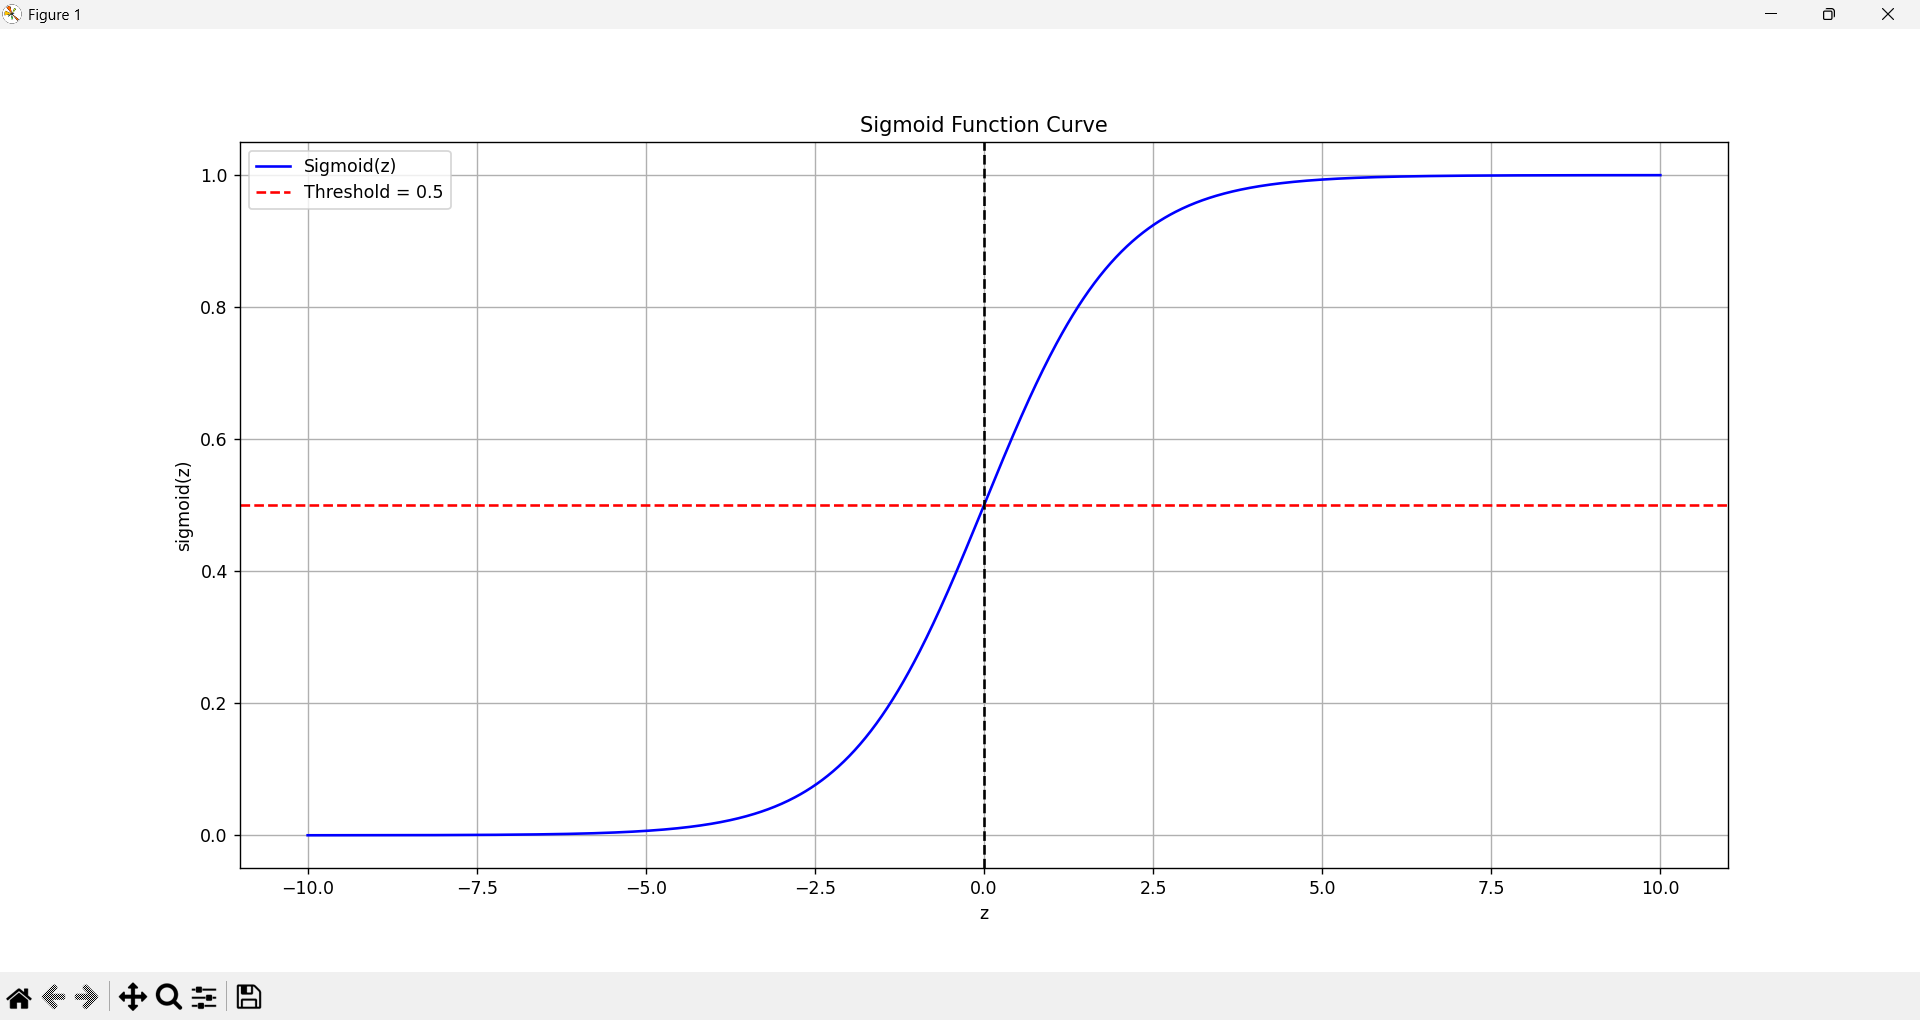 Figure 1
Sigmoid Function Curve
Sigmoid(z)
Threshold = 0.5
1.0
0.8
0.6
0.4
0.2
0.0
sigmoid(z)
−10.0 −7.5 −5.0 −2.5 0.0 2.5 5.0 7.5 10.0
z